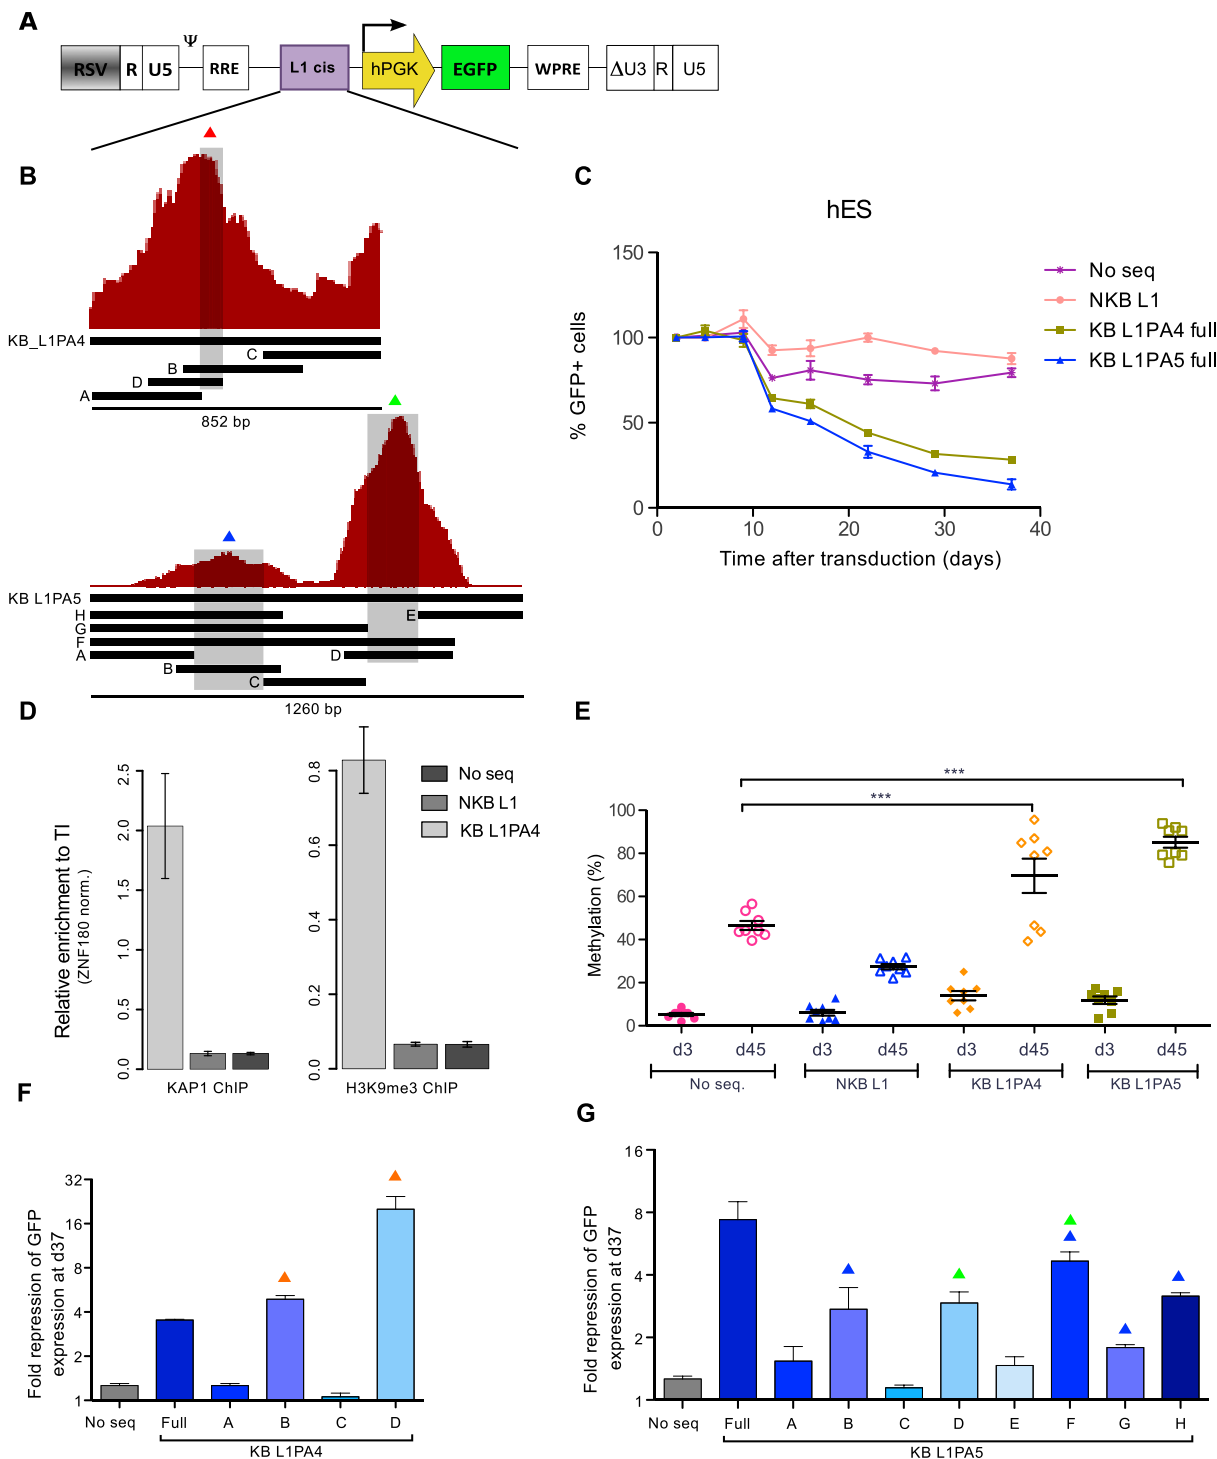 A
Ψ
RSV R U5 RRE L1 cis hPGK EGFP WPRE ΔU3 R U5
B
KB_L1PA4
C
B
D
A
852 bp
KB L1PA5
H E
G
F
A D
B
C
1260 bp
C
hES
150
100
50
0
% GFP+ cells
0 10 20 30 40
Time after transduction (days)
No seq
NKB L1
KB L1PA4 full
KB L1PA5 full
D
Relative enrichment to TI
(ZNF180 norm.)
2.5
2.0
1.5
1.0
0.5
0.0
KAP1 ChIP
0.8
0.6
0.4
0.2
0.0
H3K9me3 ChIP
No seq
NKB L1
KB L1PA4
E
***
***
Methylation (%)
100
80
60
40
20
0
d3 d45 d3 d45 d3 d45 d3 d45
No seq. NKB L1 KB L1PA4 KB L1PA5
F
Fold repression of GFP
expression at d37
32
16
8
4
2
1
No seq Full A B C D
KB L1PA4
G
Fold repression of GFP
expression at d37
16
8
4
2
1
No seq Full A B C D E F G H
KB L1PA5